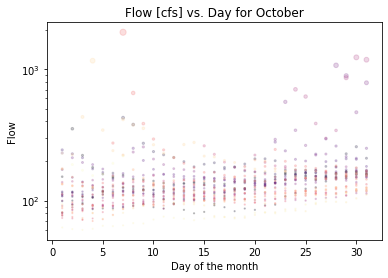 Flow [cfs] vs. Day for October
Flow
10³
10²
0 5 10 15 20 25 30
Day of the month